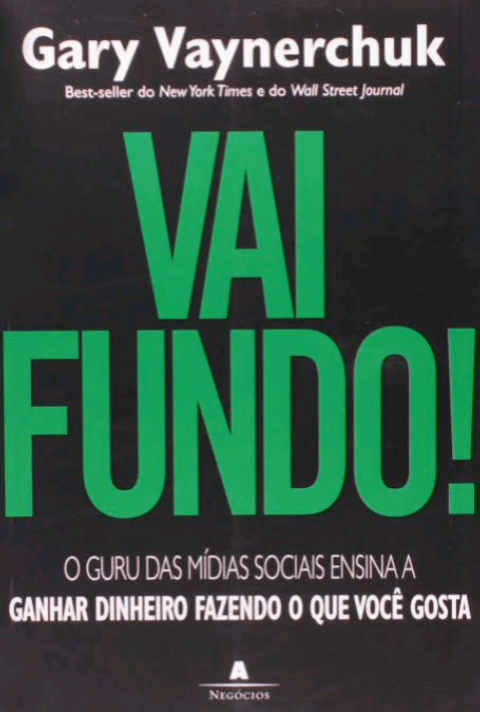 Gary Vaynerchuk
Best-seller do New York Times e do Wall Street Journal
VAI
FUNDO!
O GURU DAS MÍDIAS SOCIAIS ENSINA A
GANHAR DINHEIRO FAZENDO O QUE VOCÊ GOSTA
A
NEGÓCIOS